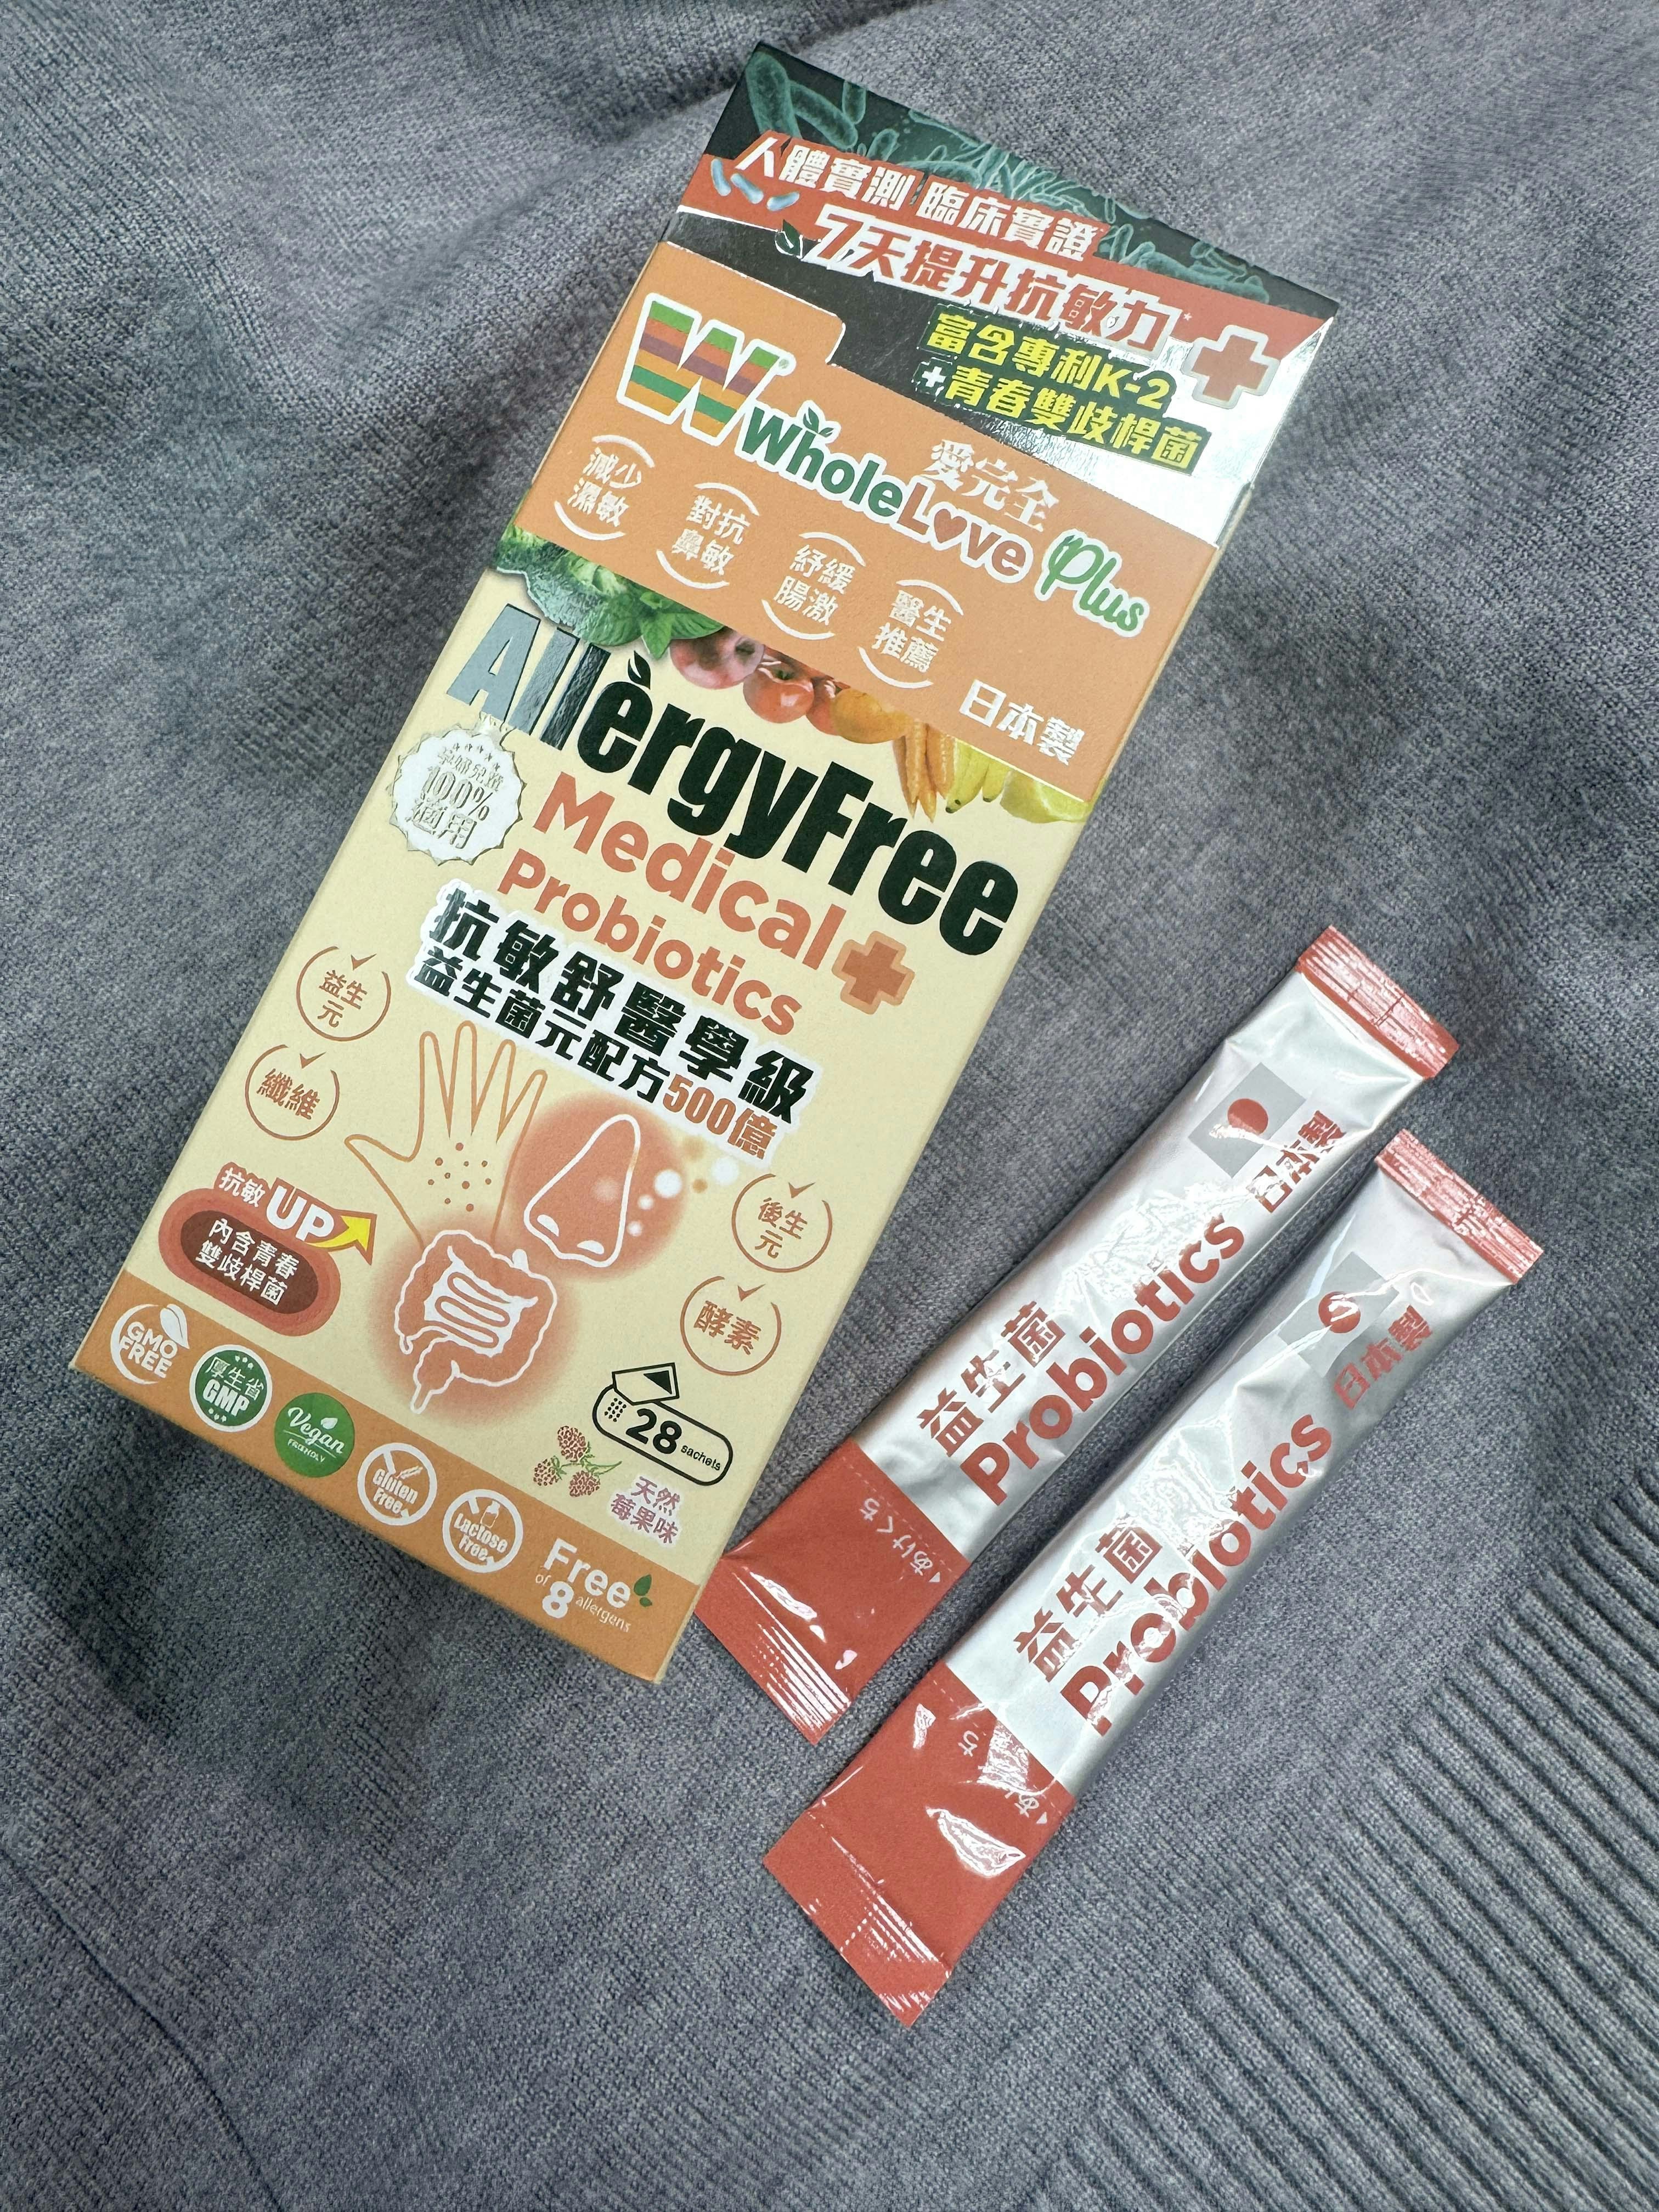 人體實測 臨床實證
7天提升抗敏力*
富含專利K-2
+青春雙歧桿菌
W®
愛完全
WholeLove Plus
減少
濕敏
對抗
鼻敏
紓緩
腸激
醫生
推薦
日本製
AllergyFree
孕婦兒童
100%
適用
Medical
Probiotics
抗敏舒醫學級
益生菌元配方500億
益生
元
纖維
抗敏UP
內含青春
雙歧桿菌
後生
元
酵素
28 sachets
天然
莓果味
GMO
FREE
厚生省
GMP
Vegan
FRIENDLY
Gluten
Free
Lactose
Free
Free
of 8 allergens
日本製
益生菌
Probiotics
あけくち
日本製
益生菌
Probiotics